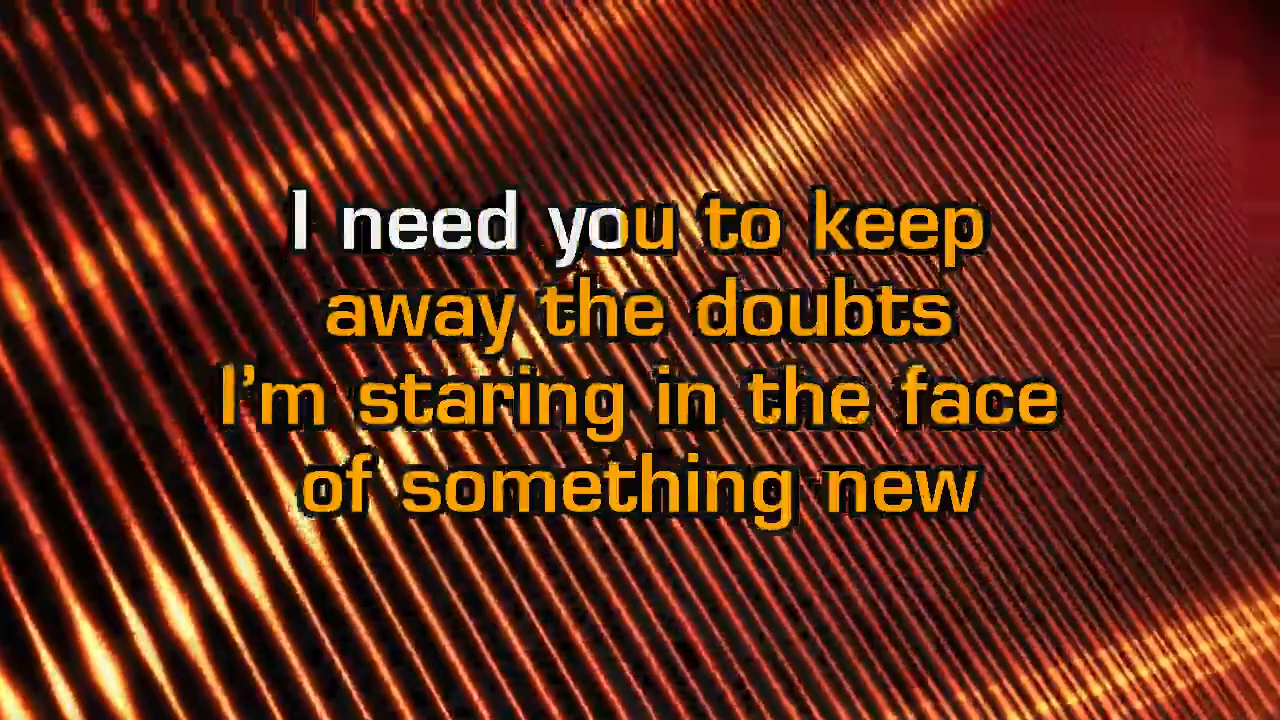 I need you to keep
away the doubts
I'm staring in the face
of something new